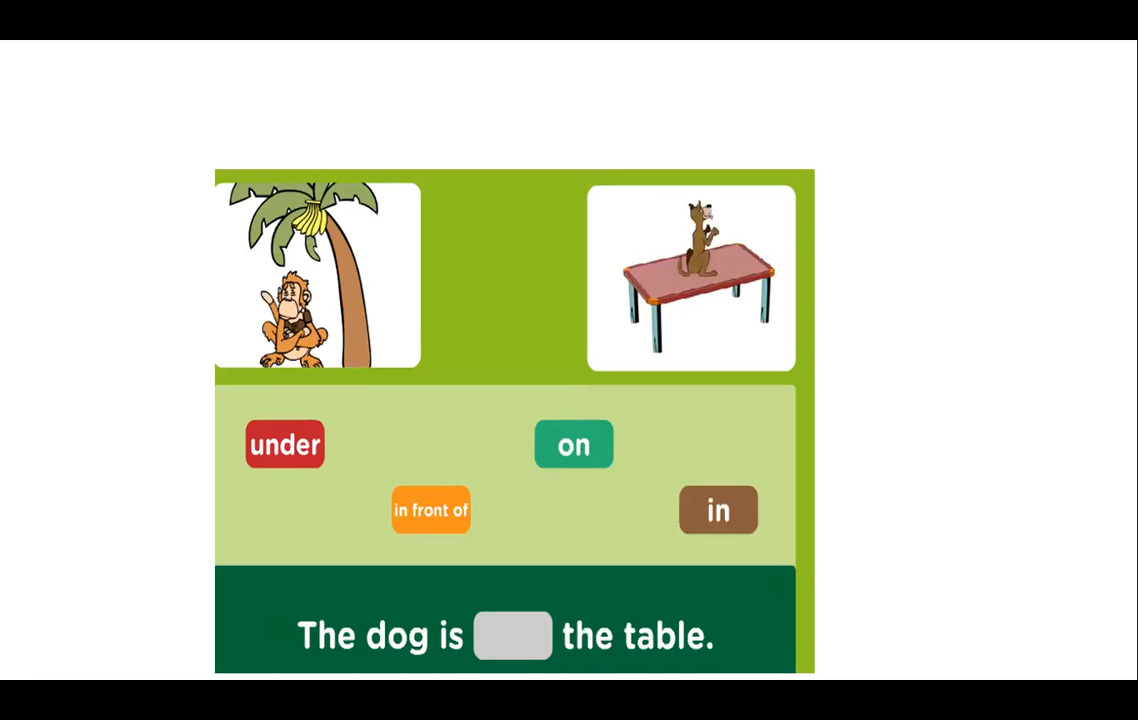 under
on
in front of
in
The dog is
the table.